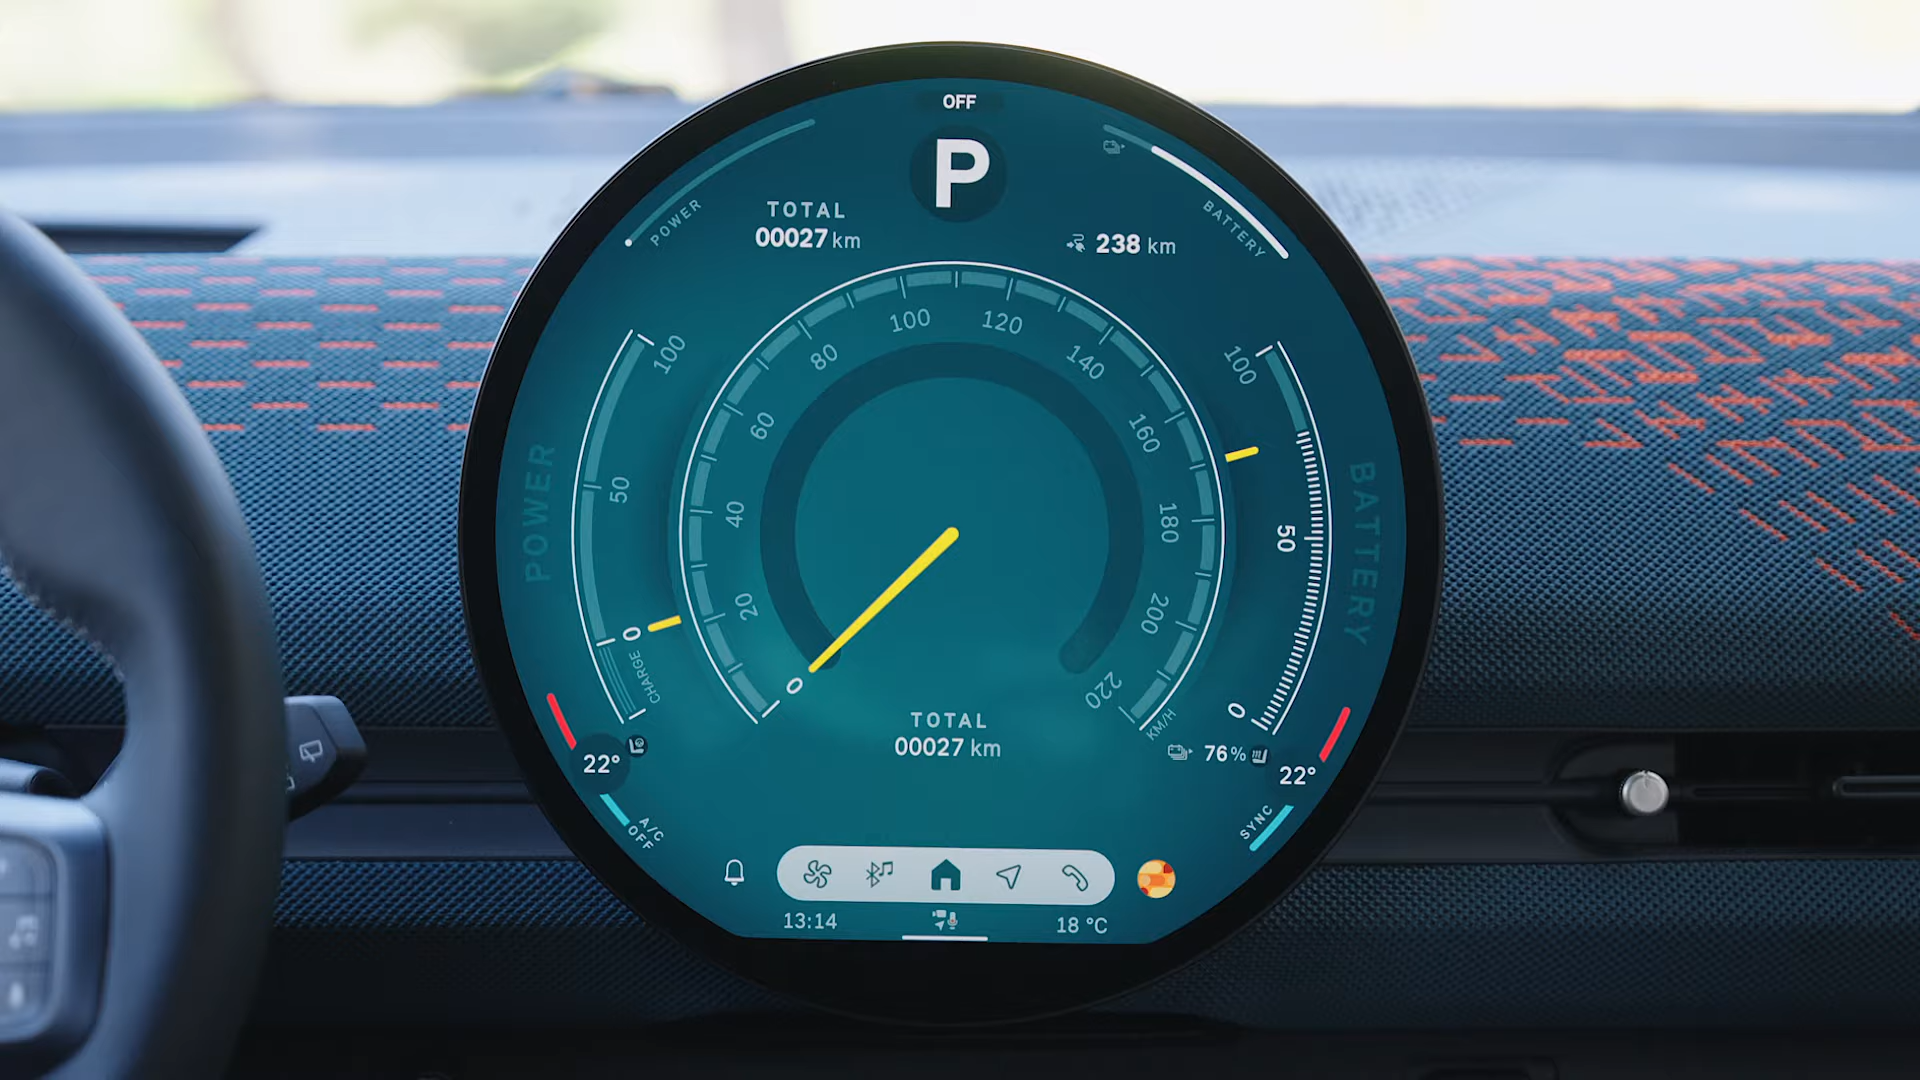 OFF
P
POWER
TOTAL
00027 km
238 km
BATTERY
POWER
100
50
0
CHARGE
0
20
40
60
80
100
120
140
160
180
200
220
KM/H
100
50
0
BATTERY
TOTAL
00027 km
76%
22°
A/C
OFF
22°
SYNC
13:14
18 °C